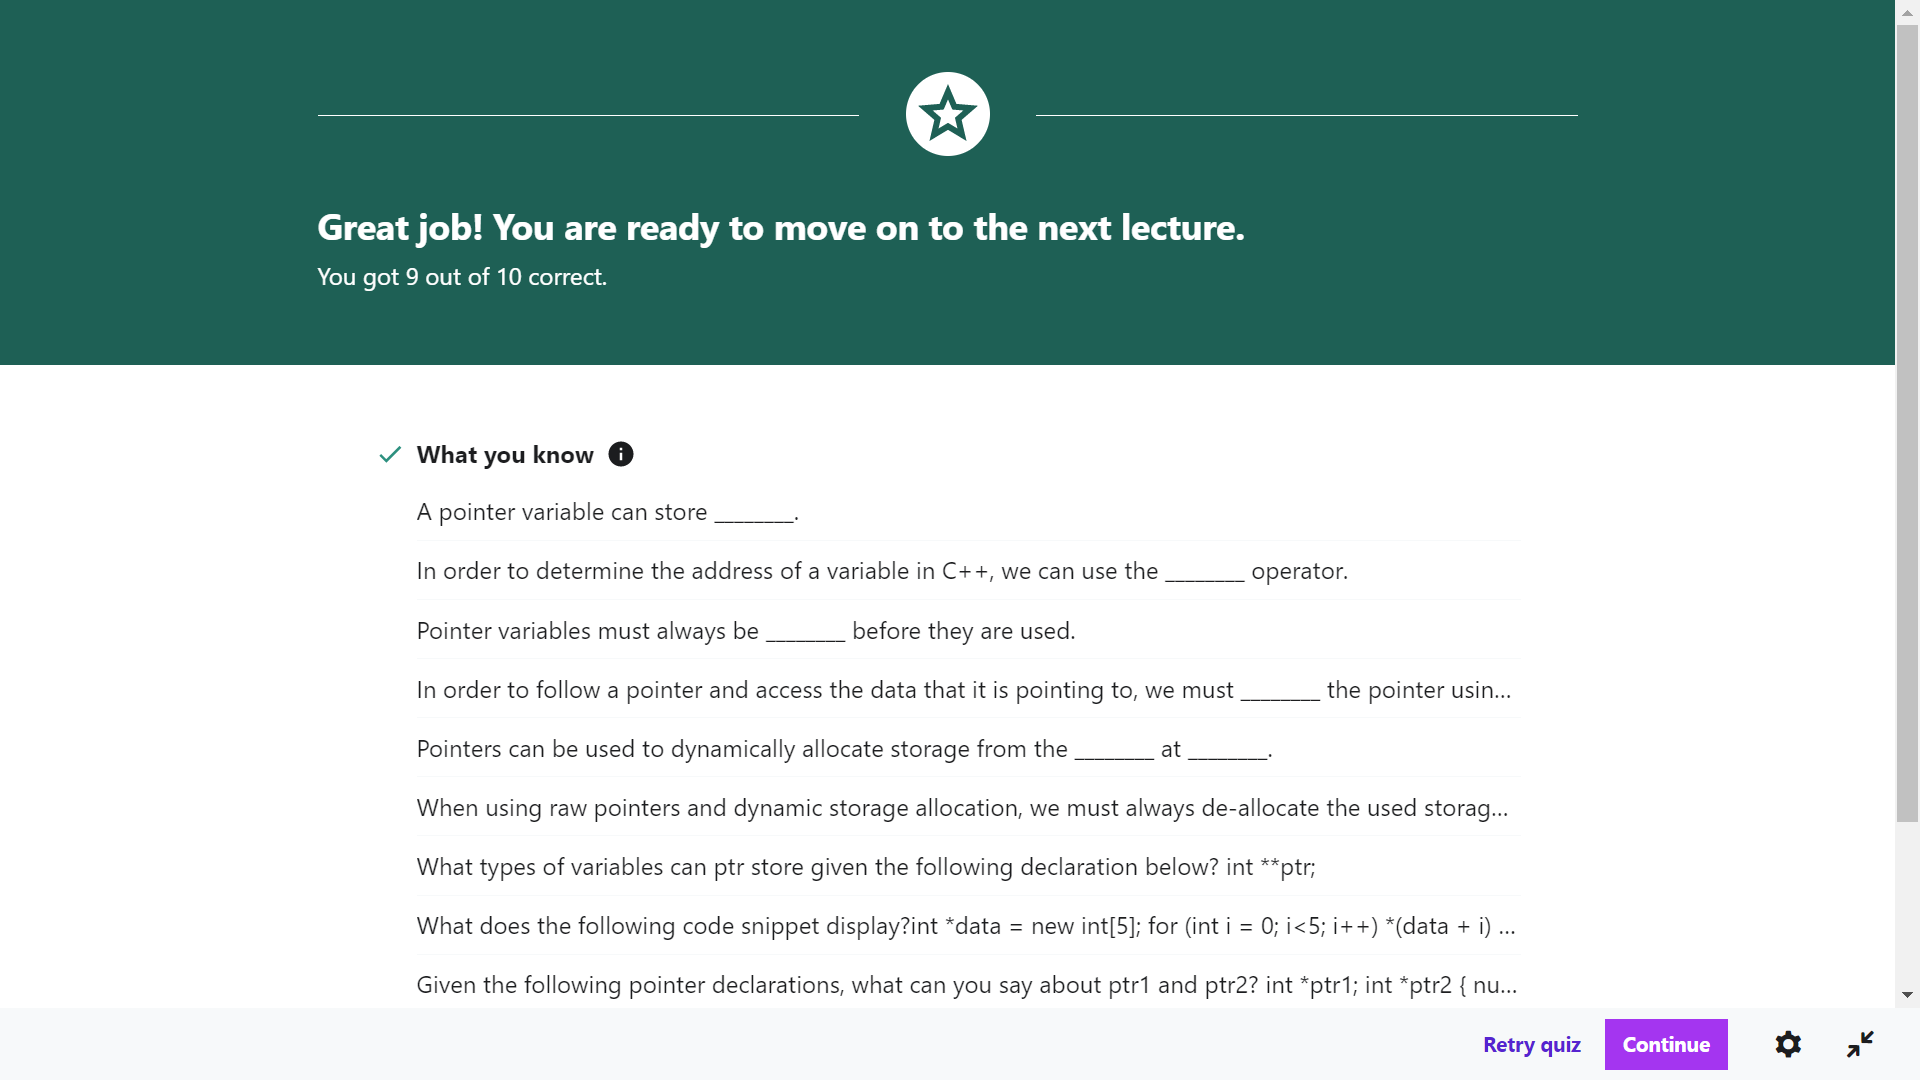 Great job! You are ready to move on to the next lecture.
You got 9 out of 10 correct.
What you know
A pointer variable can store ________.
In order to determine the address of a variable in C++, we can use the ________ operator.
Pointer variables must always be ________ before they are used.
In order to follow a pointer and access the data that it is pointing to, we must ________ the pointer usin...
Pointers can be used to dynamically allocate storage from the ________ at ________.
When using raw pointers and dynamic storage allocation, we must always de-allocate the used storag...
What types of variables can ptr store given the following declaration below? int **ptr;
What does the following code snippet display?int *data = new int[5]; for (int i = 0; i<5; i++) *(data + i) ...
Given the following pointer declarations, what can you say about ptr1 and ptr2? int *ptr1; int *ptr2 { nu...
Retry quiz
Continue